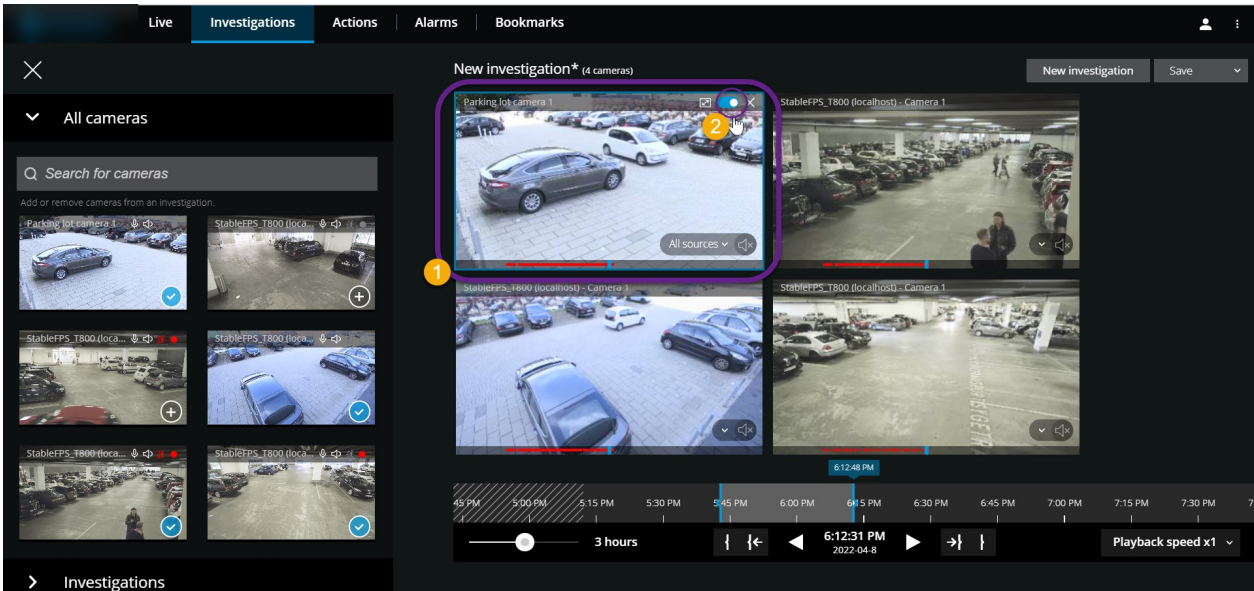 Live Investigations Actions Alarms Bookmarks
New investigation* (4 cameras)
New investigation Save
All cameras
Search for cameras
Add or remove cameras from an investigation.
Parking lot camera 1
StableFPS_T800 (loca...
StableFPS_T800 (loca...
StableFPS_T800 (loca...
StableFPS_T800 (loca...
StableFPS_T800 (loca...
Investigations
Parking lot camera 1
2
All sources
1
StableFPS_T800 (localhost) - Camera 1
StableFPS_T800 (localhost) - Camera 1
StableFPS_T800 (localhost) - Camera 1
6:12:48 PM
45 PM 5:00 PM 5:15 PM 5:30 PM 5:45 PM 6:00 PM 6:15 PM 6:30 PM 6:45 PM 7:00 PM 7:15 PM 7:30 PM 7
3 hours
6:12:31 PM
2022-04-8
Playback speed x1